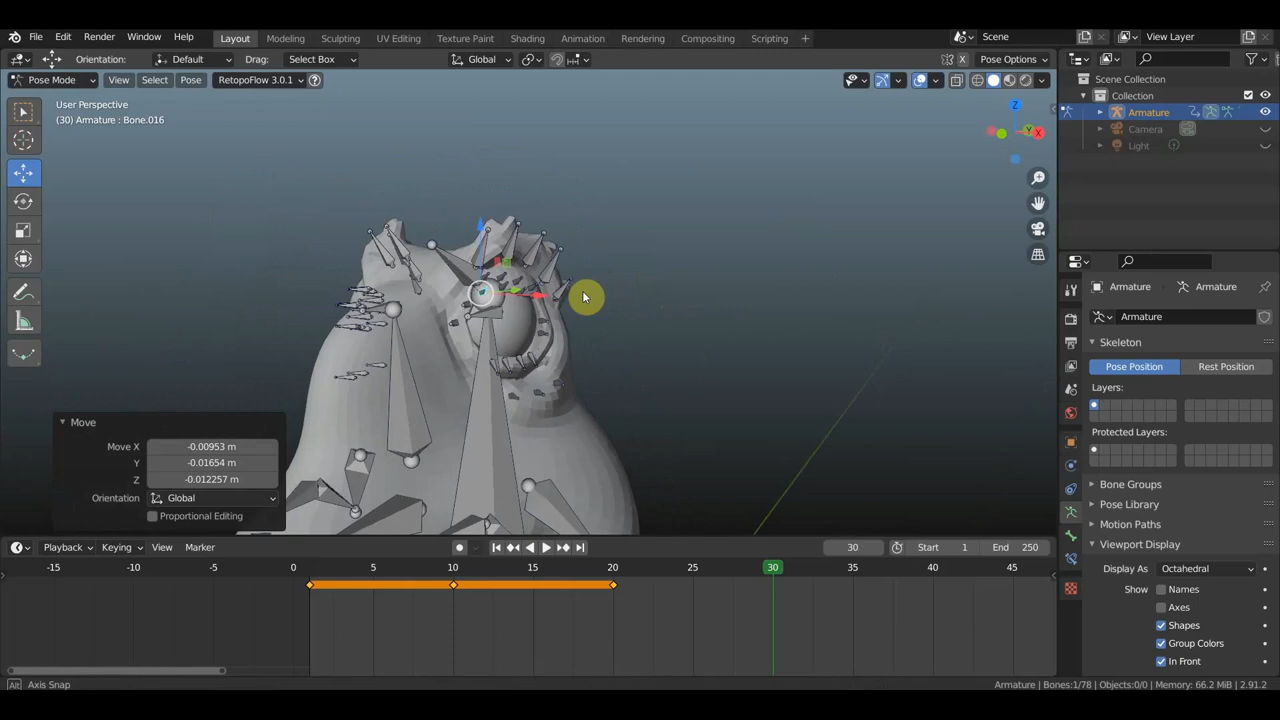 File Edit Render Window Help Layout Modeling Sculpting UV Editing Texture Paint Shading Animation Rendering Compositing Scripting + Scene View Layer
Orientation: Default Drag: Select Box Global X Pose Options
Pose Mode View Select Pose RetopoFlow 3.0.1
User Perspective
(30) Armature : Bone.016
Z
Y
X
Scene Collection
Collection
Armature
Camera
Light
Armature Armature
Armature
Skeleton
Pose Position Rest Position
Layers:
Protected Layers:
Bone Groups
Pose Library
Motion Paths
Viewport Display
Display As Octahedral
Show Names
Axes
Shapes
Group Colors
In Front
Move
Move X -0.00953 m
Y -0.01654 m
Z -0.012257 m
Orientation Global
Proportional Editing
Playback Keying View Marker 30 Start 1 End 250
-15 -10 -5 0 5 10 15 20 25 30 35 40 45
Alt Axis Snap Armature | Bones:1/78 | Objects:0/0 | Memory: 66.2 MiB | 2.91.2